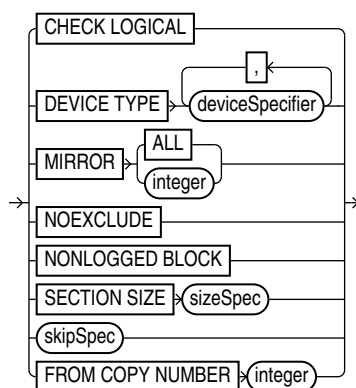 CHECK LOGICAL
,
DEVICE TYPE deviceSpecifier
ALL
MIRROR
integer
NOEXCLUDE
NONLOGGED BLOCK
SECTION SIZE sizeSpec
skipSpec
FROM COPY NUMBER integer